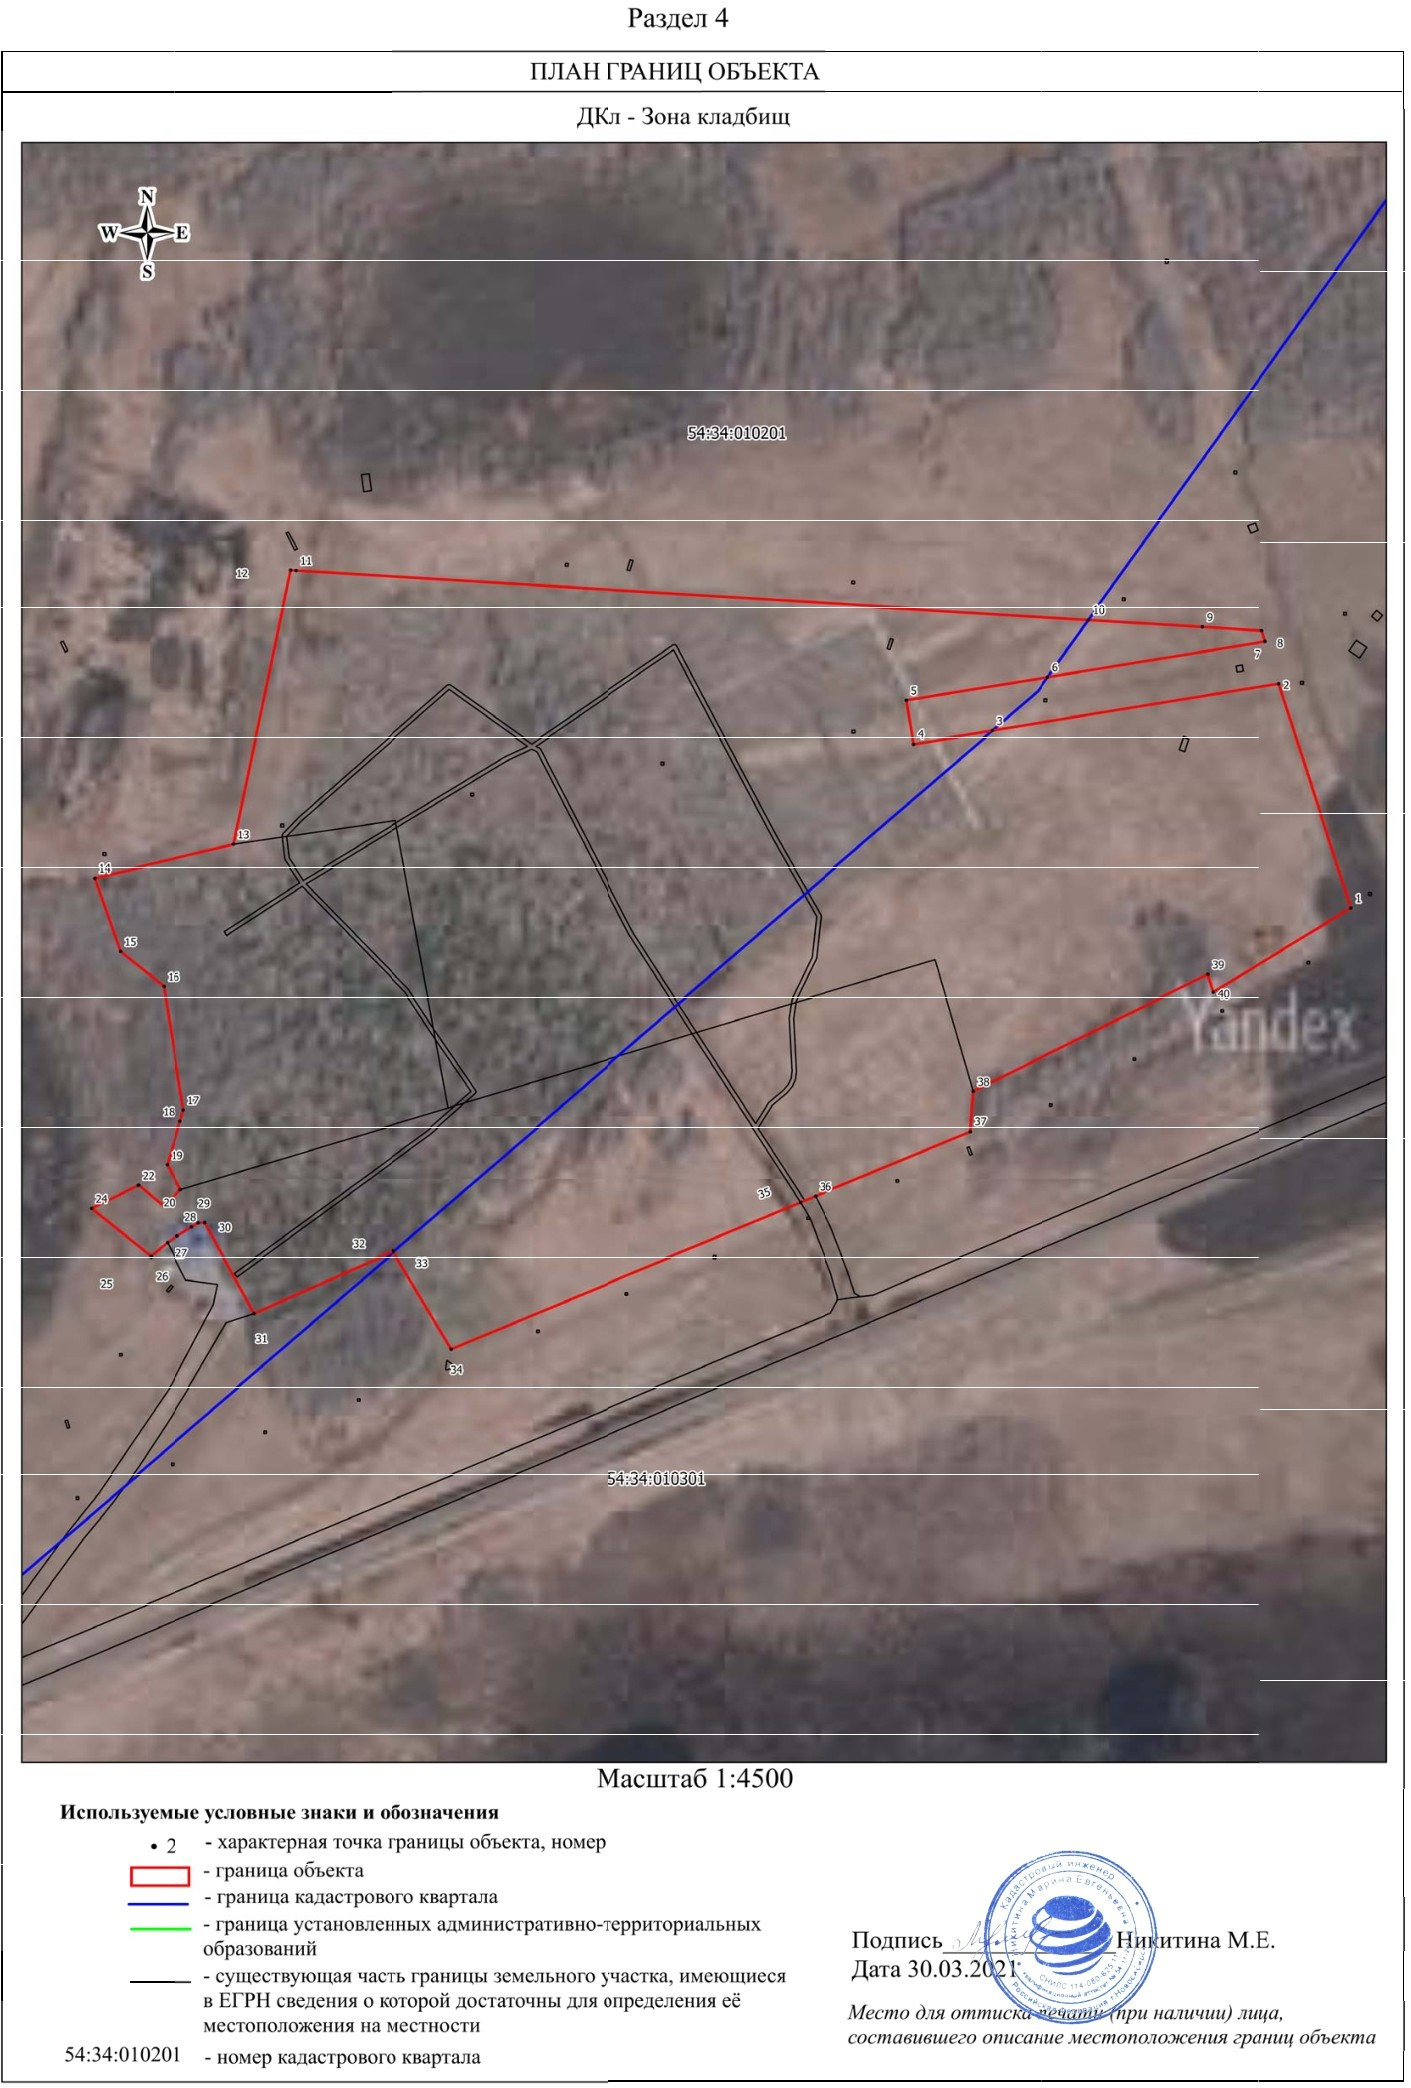 Раздел 4
ПЛАН ГРАНИЦ ОБЪЕКТА
ДКл - Зона кладбищ
N
W E
S
54:34:010201
11
12
10
9
8
7
6
2
5
3
4
13
14
1
15
39
16
40
Yandex
38
17
18
37
19
22
35
36
24
20
29
28
30
27
32
33
26
25
31
34
54:34:010301
Масштаб 1:4500
Используемые условные знаки и обозначения
2 - характерная точка границы объекта, номер
- граница объекта
- граница кадастрового квартала
- граница установленных административно-территориальных
образований
- существующая часть границы земельного участка, имеющиеся
в ЕГРН сведения о которой достаточны для определения её
местоположения на местности
54:34:010201 - номер кадастрового квартала
Кадастровый инженер
Никитина Марина Евгеньевна
Подпись Никитина М.Е.
Дата 30.03.2021
Место для оттиска печати (при наличии) лица,
составившего описание местоположения границ объекта